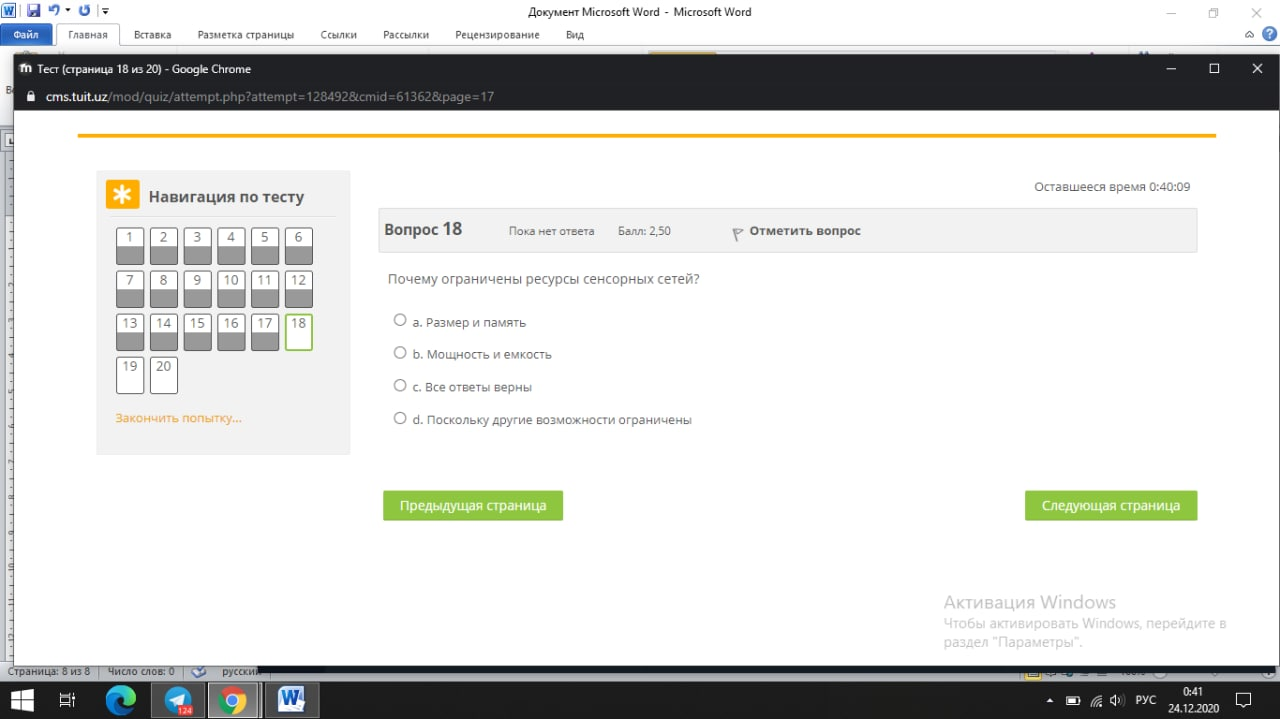 Документ Microsoft Word - Microsoft Word
Файл Главная Вставка Разметка страницы Ссылки Рассылки Рецензирование Вид
Тест (страница 18 из 20) - Google Chrome
cms.tuit.uz/mod/quiz/attempt.php?attempt=128492&cmid=61362&page=17
Навигация по тесту
1 2 3 4 5 6
7 8 9 10 11 12
13 14 15 16 17 18
19 20
Закончить попытку...
Оставшееся время 0:40:09
Вопрос 18 Пока нет ответа Балл: 2,50 Отметить вопрос
Почему ограничены ресурсы сенсорных сетей?
a. Размер и память
b. Мощность и емкость
c. Все ответы верны
d. Поскольку другие возможности ограничены
Предыдущая страница Следующая страница
Активация Windows
Чтобы активировать Windows, перейдите в
раздел "Параметры".
Страница: 8 из 8 Число слов: 0 русский
124
РУС
0:41
24.12.2020